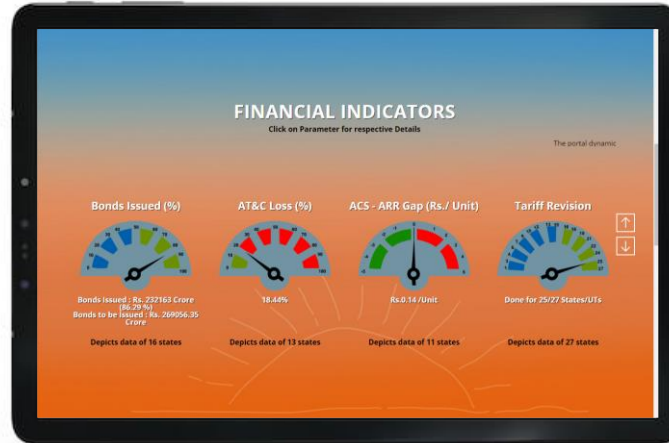 FINANCIAL INDICATORS
Click on Parameter for respective Details
The portal dynamic
Bonds Issued (%)
AT&C Loss (%)
ACS - ARR Gap (Rs./ Unit)
Tariff Revision
Bonds Issued : Rs. 232163 Crore
(86.29 %)
Bonds to be issued : Rs. 269056.35
Crore
18.44%
Rs.0.14 /Unit
Done for 25/27 States/UTs
Depicts data of 16 states
Depicts data of 13 states
Depicts data of 11 states
Depicts data of 27 states